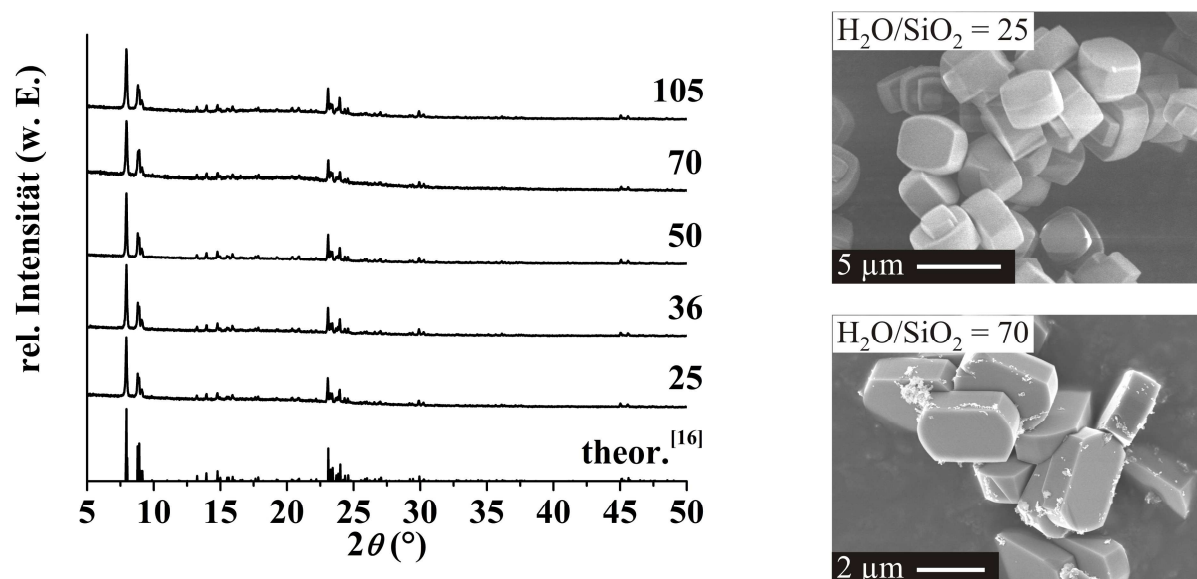 rel. Intensität (w. E.)
105
70
50
36
25
theor.[16]
5 10 15 20 25 30 35 40 45 50
2θ (°)
H₂O/SiO₂ = 25
5 µm
H₂O/SiO₂ = 70
2 µm